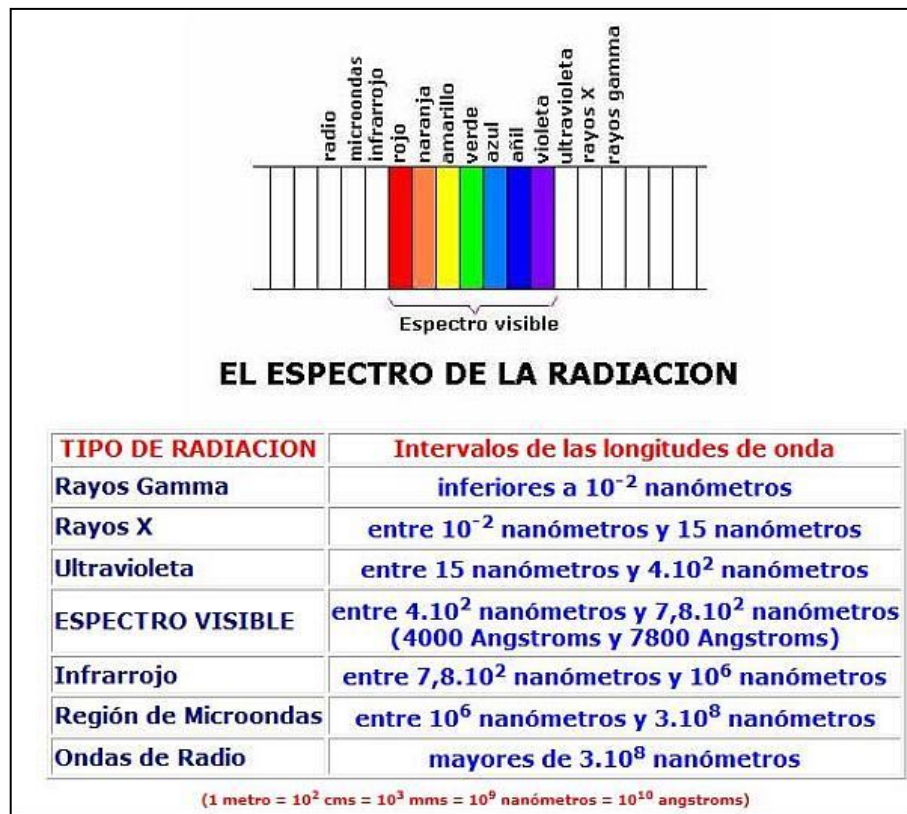 radio
microondas
infrarrojo
rojo
naranja
amarillo
verde
azul
añil
violeta
ultravioleta
rayos X
rayos gamma
Espectro visible
EL ESPECTRO DE LA RADIACION
TIPO DE RADIACION Intervalos de las longitudes de onda
Rayos Gamma inferiores a 10⁻² nanómetros
Rayos X entre 10⁻² nanómetros y 15 nanómetros
Ultravioleta entre 15 nanómetros y 4.10² nanómetros
ESPECTRO VISIBLE entre 4.10² nanómetros y 7,8.10² nanómetros
(4000 Angstroms y 7800 Angstroms)
Infrarrojo entre 7,8.10² nanómetros y 10⁶ nanómetros
Región de Microondas entre 10⁶ nanómetros y 3.10⁸ nanómetros
Ondas de Radio mayores de 3.10⁸ nanómetros
(1 metro = 10² cms = 10³ mms = 10⁹ nanómetros = 10¹⁰ angstroms)